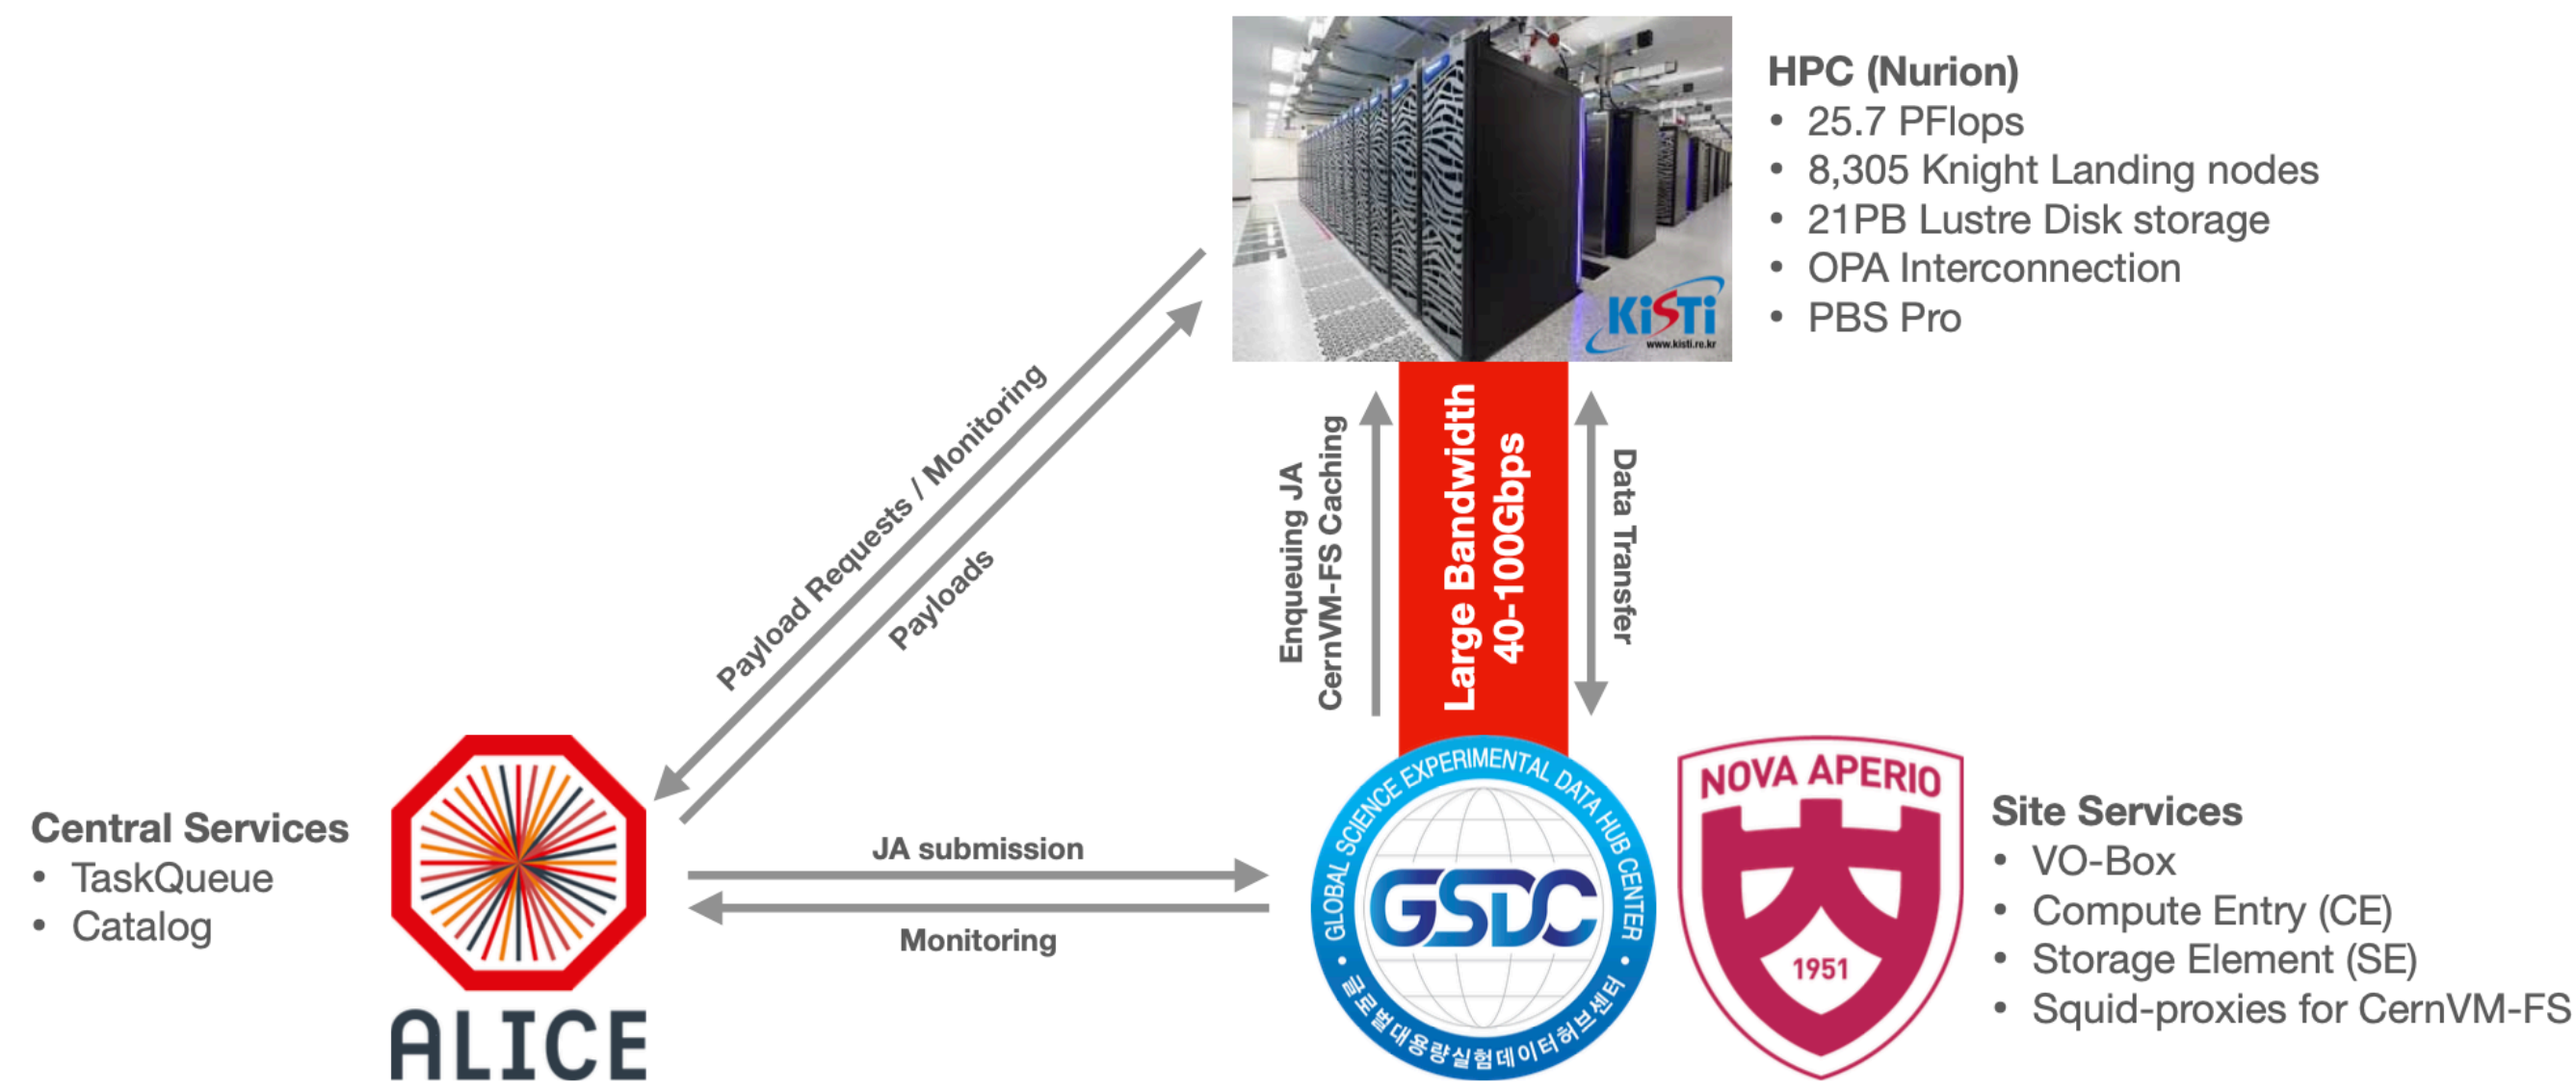 HPC (Nurion)
• 25.7 PFlops
• 8,305 Knight Landing nodes
• 21PB Lustre Disk storage
• OPA Interconnection
• PBS Pro
KiSTi
www.kisti.re.kr
Payload Requests / Monitoring
Payloads
Enqueuing JA
CernVM-FS Caching
Large Bandwidth
40-100Gbps
Data Transfer
Central Services
• TaskQueue
• Catalog
ALICE
JA submission
Monitoring
GLOBAL SCIENCE EXPERIMENTAL DATA HUB CENTER
GSDC
글로벌대용량실험데이터허브센터
NOVA APERIO
1951
Site Services
• VO-Box
• Compute Entry (CE)
• Storage Element (SE)
• Squid-proxies for CernVM-FS